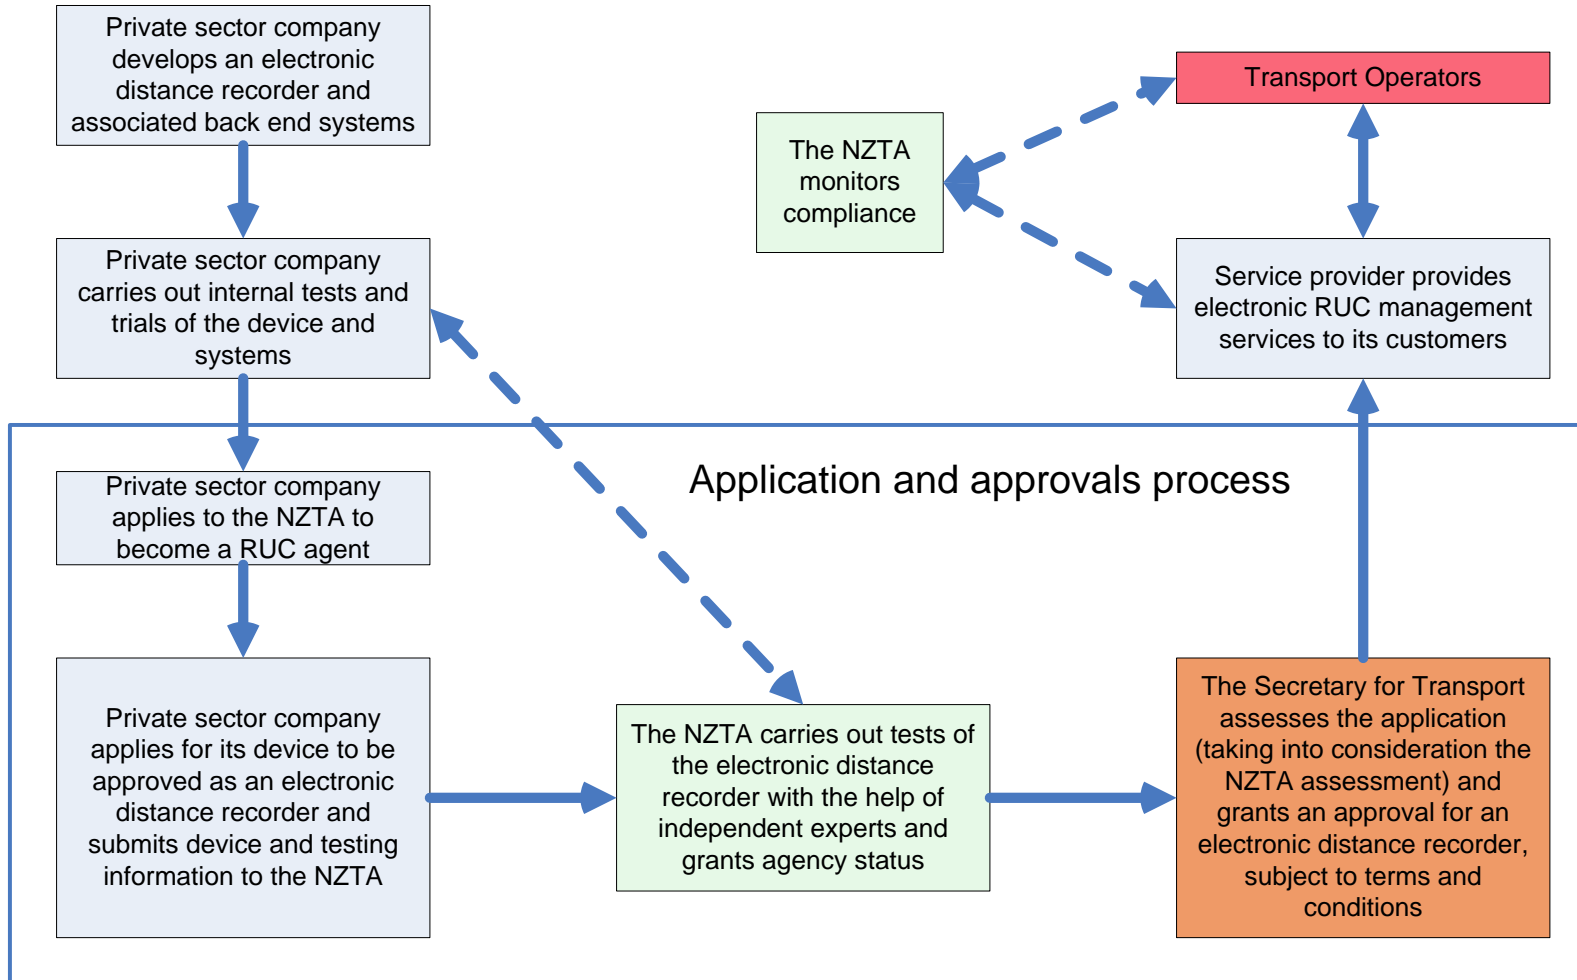 Private sector company
develops an electronic
distance recorder and
associated back end systems
Transport Operators
The NZTA
monitors
compliance
Private sector company
carries out internal tests and
trials of the device and
systems
Service provider provides
electronic RUC management
services to its customers
Application and approvals process
Private sector company
applies to the NZTA to
become a RUC agent
Private sector company
applies for its device to be
approved as an electronic
distance recorder and
submits device and testing
information to the NZTA
The NZTA carries out tests of
the electronic distance
recorder with the help of
independent experts and
grants agency status
The Secretary for Transport
assesses the application
(taking into consideration the
NZTA assessment) and
grants an approval for an
electronic distance recorder,
subject to terms and
conditions